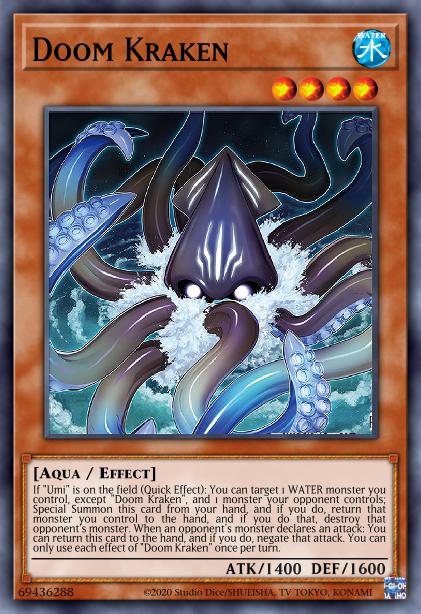 Doom Kraken
WATER
水
[Aqua / Effect]
If "Umi" is on the field (Quick Effect): You can target 1 WATER monster you
control, except "Doom Kraken", and 1 monster your opponent controls;
Special Summon this card from your hand, and if you do, return that
monster you control to the hand, and if you do that, destroy that
opponent's monster. When an opponent's monster declares an attack: You
can return this card to the hand, and if you do, negate that attack. You can
only use each effect of "Doom Kraken" once per turn.
ATK/1400 DEF/1600
69436288
©2020 Studio Dice/SHUEISHA, TV TOKYO, KONAMI